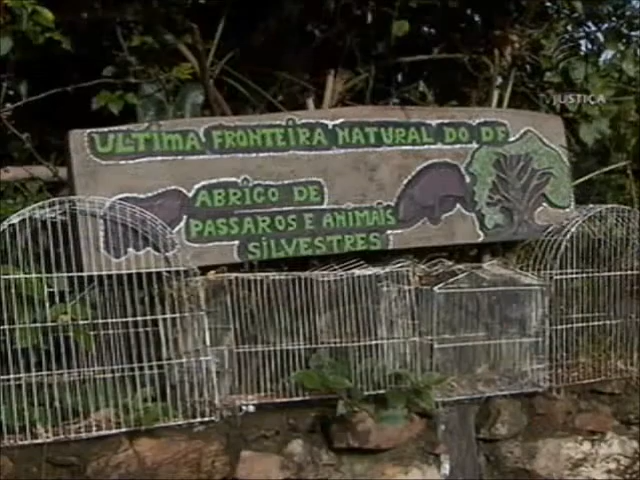 JUSTIÇA
ULTIMA FRONTEIRA NATURAL DO DF
ABRIGO DE
PASSAROS E ANIMAIS
SILVESTRES